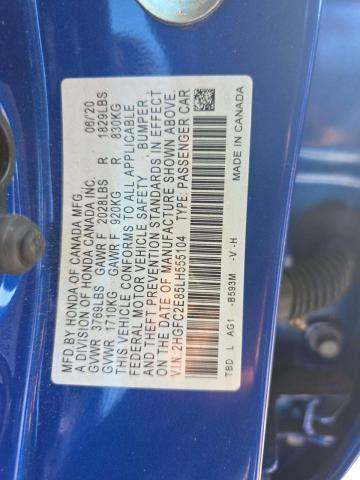 MFD.BY HONDA OF CANADA MFG. 06/20
A DIVISION OF HONDA CANADA INC.
GVWR 3769LBS GAWR F 2028LBS R 1829LBS
GVWR 1710KG GAWR F 920KG R 830KG
THIS VEHICLE CONFORMS TO ALL APPLICABLE
FEDERAL MOTOR VEHICLE SAFETY , BUMPER ,
AND THEFT PREVENTION STANDARDS IN EFFECT
ON THE DATE OF MANUFACTURE SHOWN ABOVE.
V.I.N. 2HGFC2E85LH555104 TYPE: PASSENGER CAR
TBD L AG1 -B593M -V -H
MADE IN CANADA